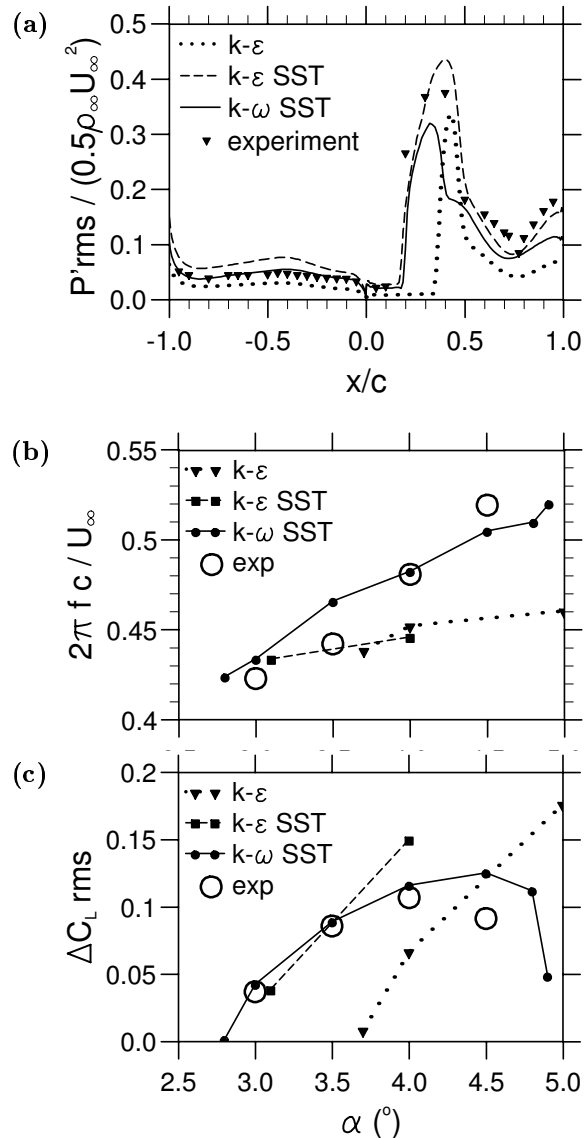 (a)
P'rms / (0.5ρ∞U∞²)
0.5
0.4
0.3
0.2
0.1
0.0
k-ε
k-ε SST
k-ω SST
experiment
-1.0 -0.5 0.0 0.5 1.0
x/c
(b)
2π f c / U∞
0.55
0.5
0.45
0.4
k-ε
k-ε SST
k-ω SST
exp
(c)
ΔC_L rms
0.2
0.15
0.1
0.05
0.0
k-ε
k-ε SST
k-ω SST
exp
2.5 3.0 3.5 4.0 4.5 5.0
α (°)